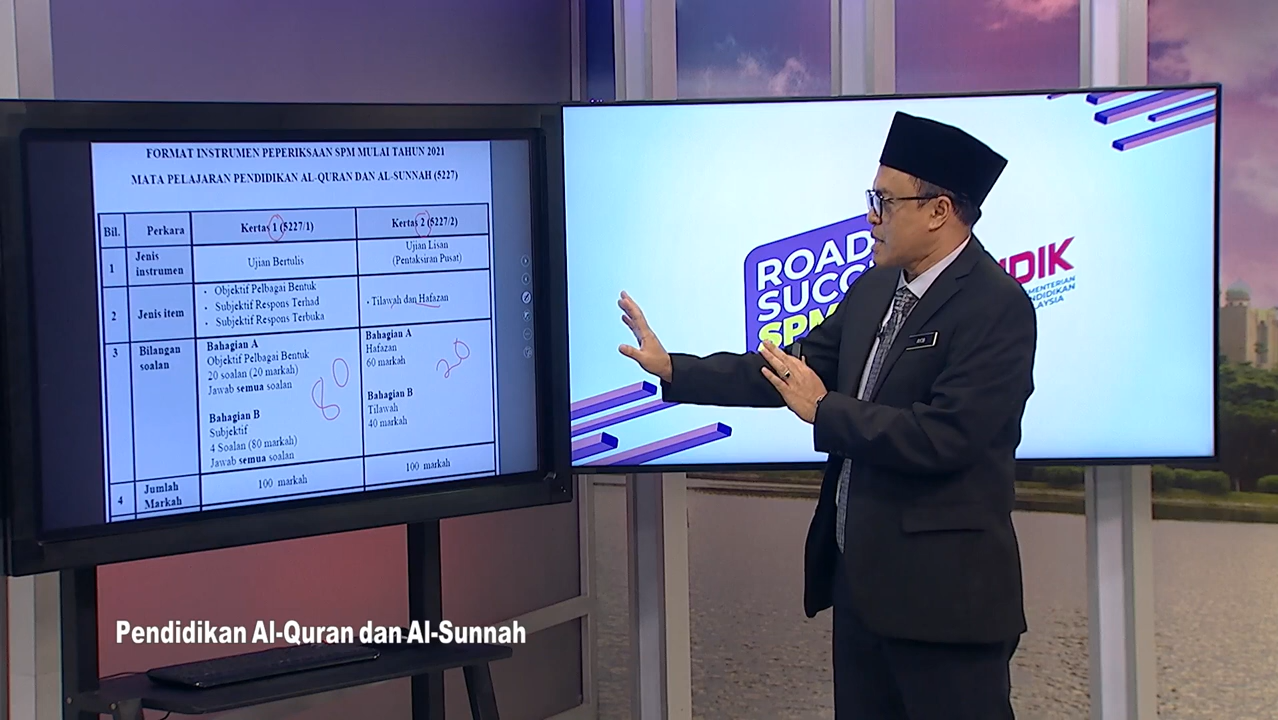 FORMAT INSTRUMEN PEPERIKSAAN SPM MULAI TAHUN 2021
MATA PELAJARAN PENDIDIKAN AL-QURAN DAN AL-SUNNAH (5227)
Bil. Perkara Kertas 1 (5227/1) Kertas 2 (5227/2)
1 Jenis instrumen Ujian Bertulis Ujian Lisan (Pentaksiran Pusat)
2 Jenis item
• Objektif Pelbagai Bentuk
• Subjektif Respons Terhad
• Subjektif Respons Terbuka
• Tilawah dan Hafazan
3 Bilangan soalan
Bahagian A
Objektif Pelbagai Bentuk
20 soalan (20 markah)
Jawab semua soalan
80
Bahagian B
Subjektif
4 Soalan (80 markah)
Jawab semua soalan
Bahagian A
Hafazan
60 markah
20
Bahagian B
Tilawah
40 markah
4 Jumlah Markah 100 markah 100 markah
ROAD
SUCC
SPM
DIK
EMENTERIAN
NDIDIKAN
LAYSIA
Pendidikan Al-Quran dan Al-Sunnah